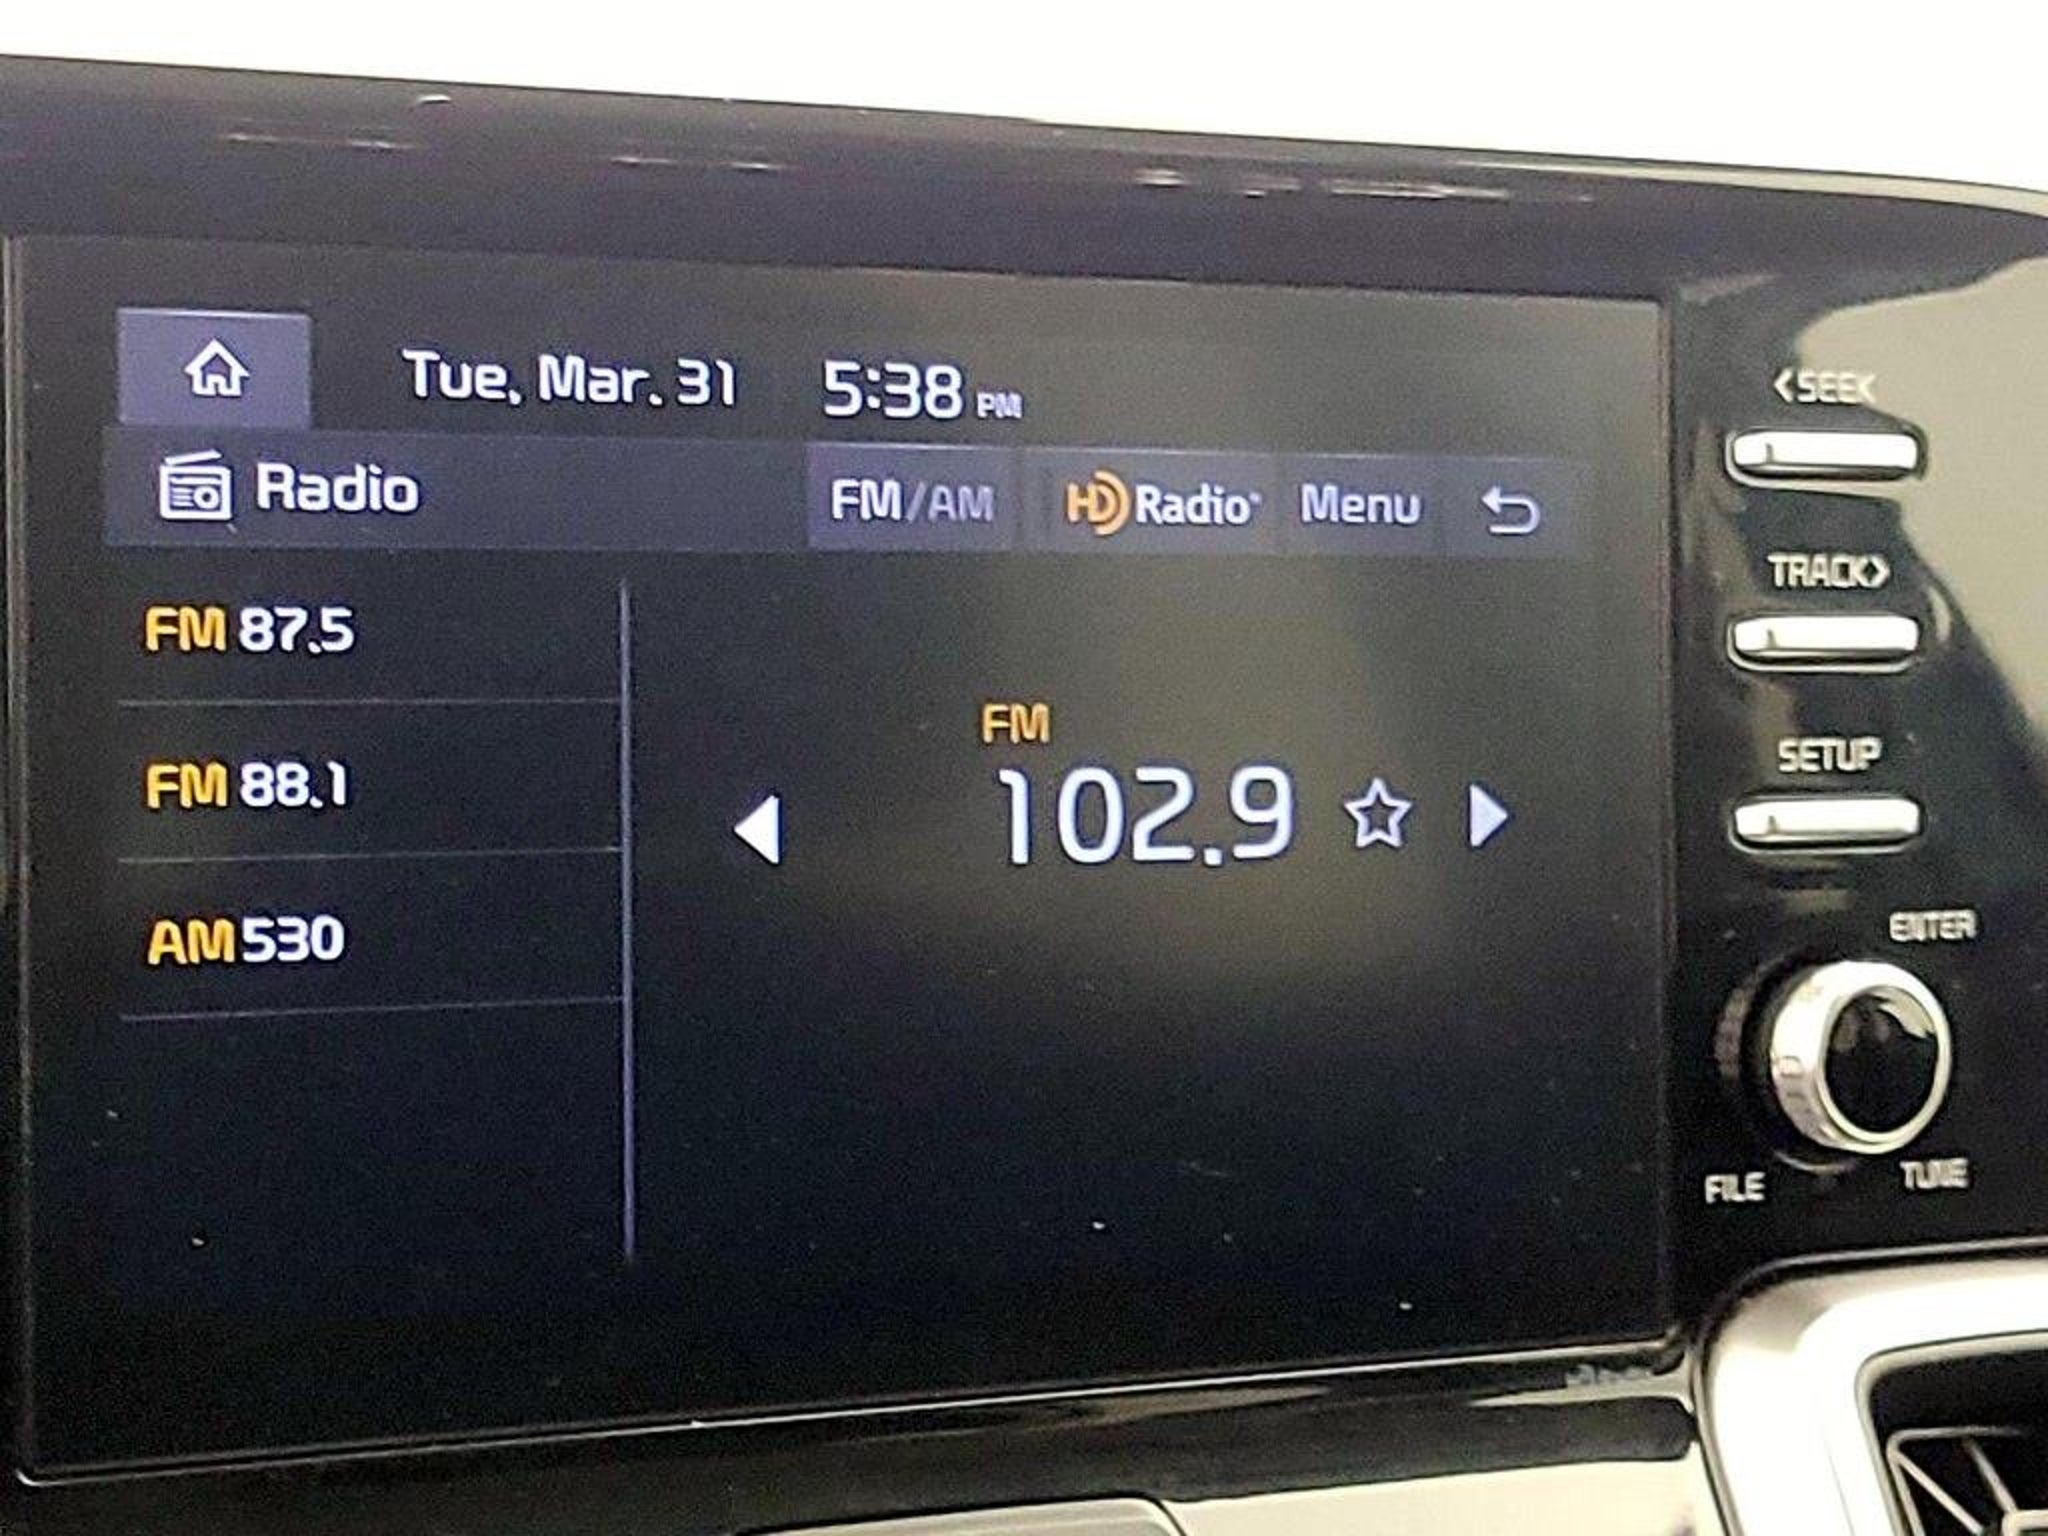 Tue, Mar. 31 5:38 PM
Radio FM/AM HD Radio Menu
FM 87.5
FM 88.1
AM 530
FM
102.9
<SEEK
TRACK>
SETUP
ENTER
FILE
TUNE